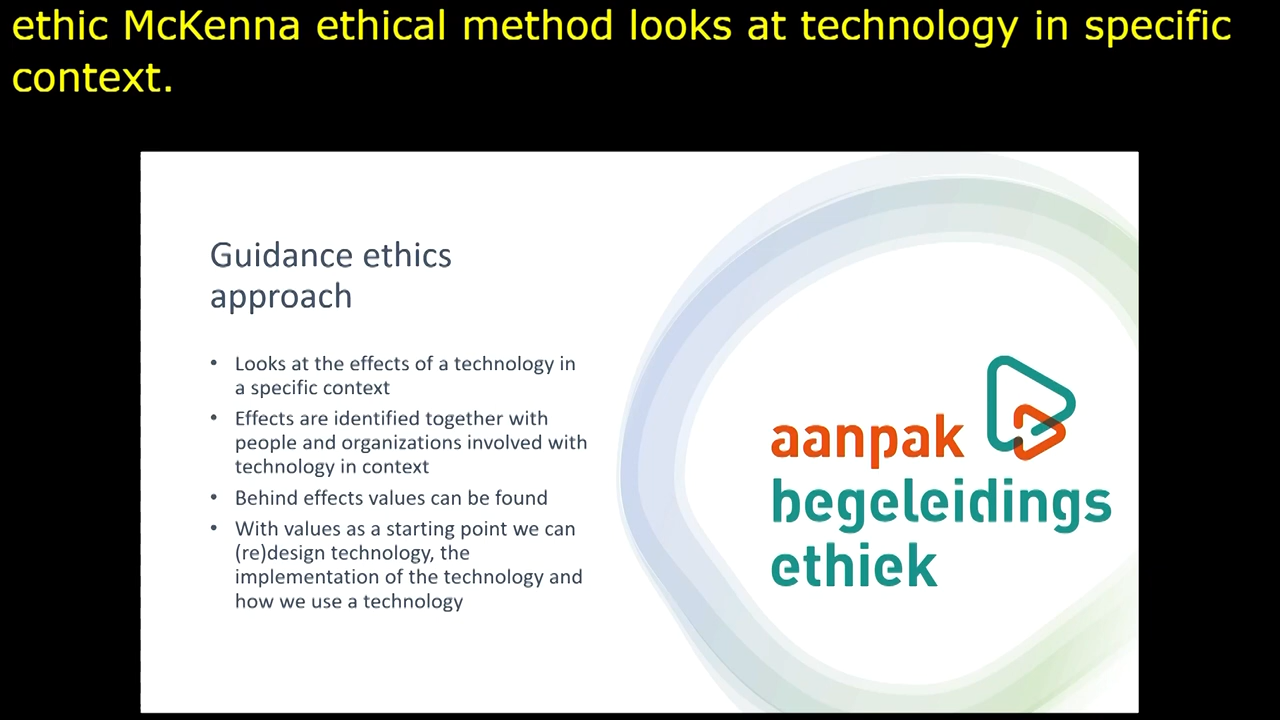 ethic McKenna ethical method looks at technology in specific
context.
Guidance ethics
approach
• Looks at the effects of a technology in
a specific context
• Effects are identified together with
people and organizations involved with
technology in context
• Behind effects values can be found
• With values as a starting point we can
(re)design technology, the
implementation of the technology and
how we use a technology
aanpak
begeleidings
ethiek